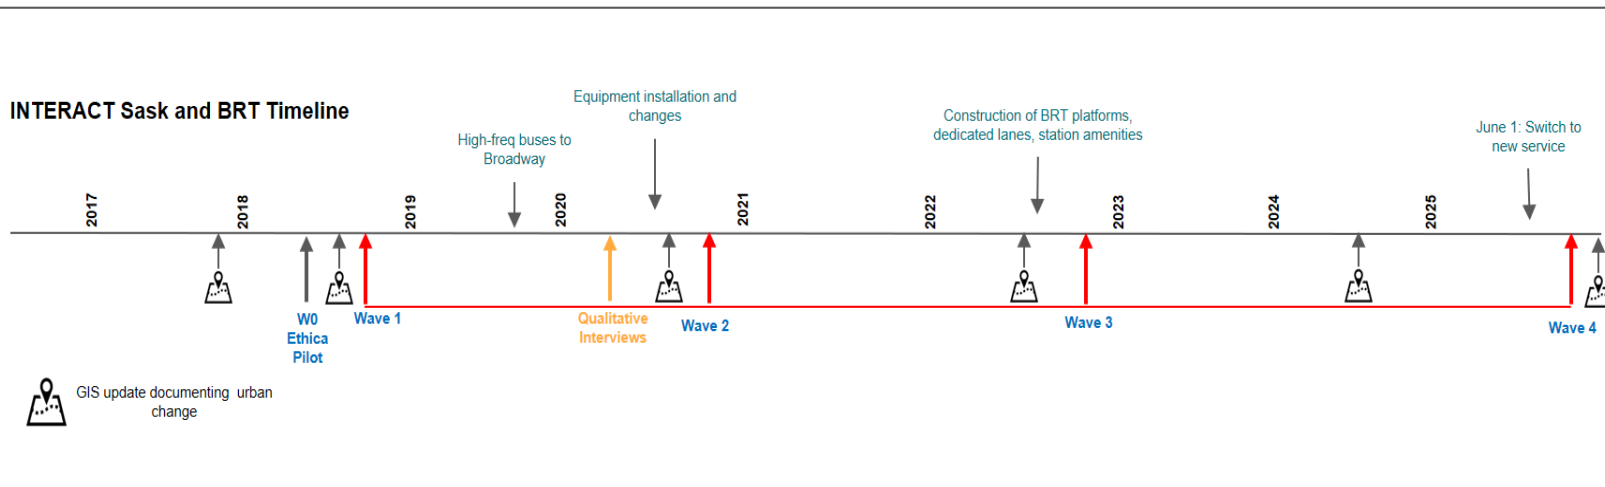 INTERACT Sask and BRT Timeline
High-freq buses to
Broadway
Equipment installation and
changes
Construction of BRT platforms,
dedicated lanes, station amenities
June 1: Switch to
new service
2017
2018
2019
2020
2021
2022
2023
2024
2025
W0
Ethica
Pilot
Wave 1
Qualitative
Interviews
Wave 2
Wave 3
Wave 4
GIS update documenting urban
change